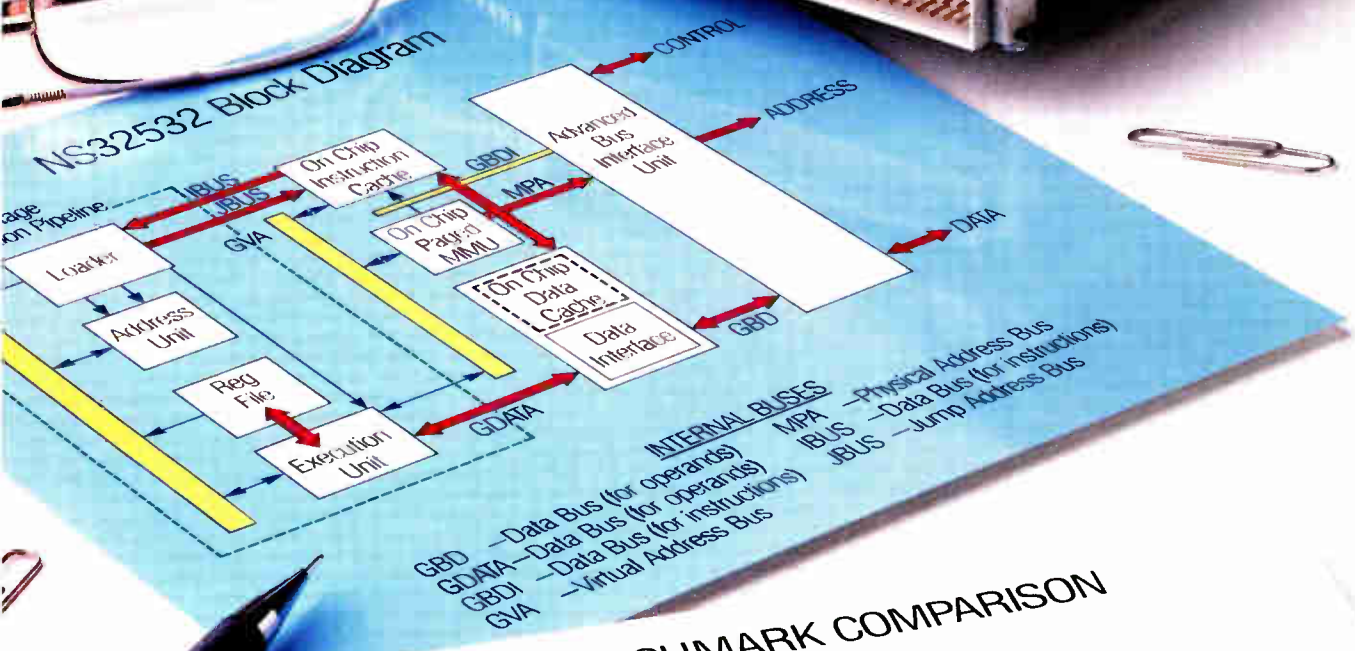 NS32532 Block Diagram
CONTROL
ADDRESS
DATA
Advanced
Bus
Interface
Unit
On Chip
Instruction
Cache
GBDI
MPA
IBUS
JBUS
GVA
On Chip
Paged
MMU
Loader
Address
Unit
On Chip
Data
Cache
Data
Interface
GBD
Reg
File
Execution
Unit
GDATA
INTERNAL BUSES
GBD –Data Bus (for operands)
GDATA–Data Bus (for operands)
GBDI –Data Bus (for instructions)
GVA –Virtual Address Bus
MPA –Physical Address Bus
IBUS –Data Bus (for instructions)
JBUS –Jump Address Bus
COMPARISON